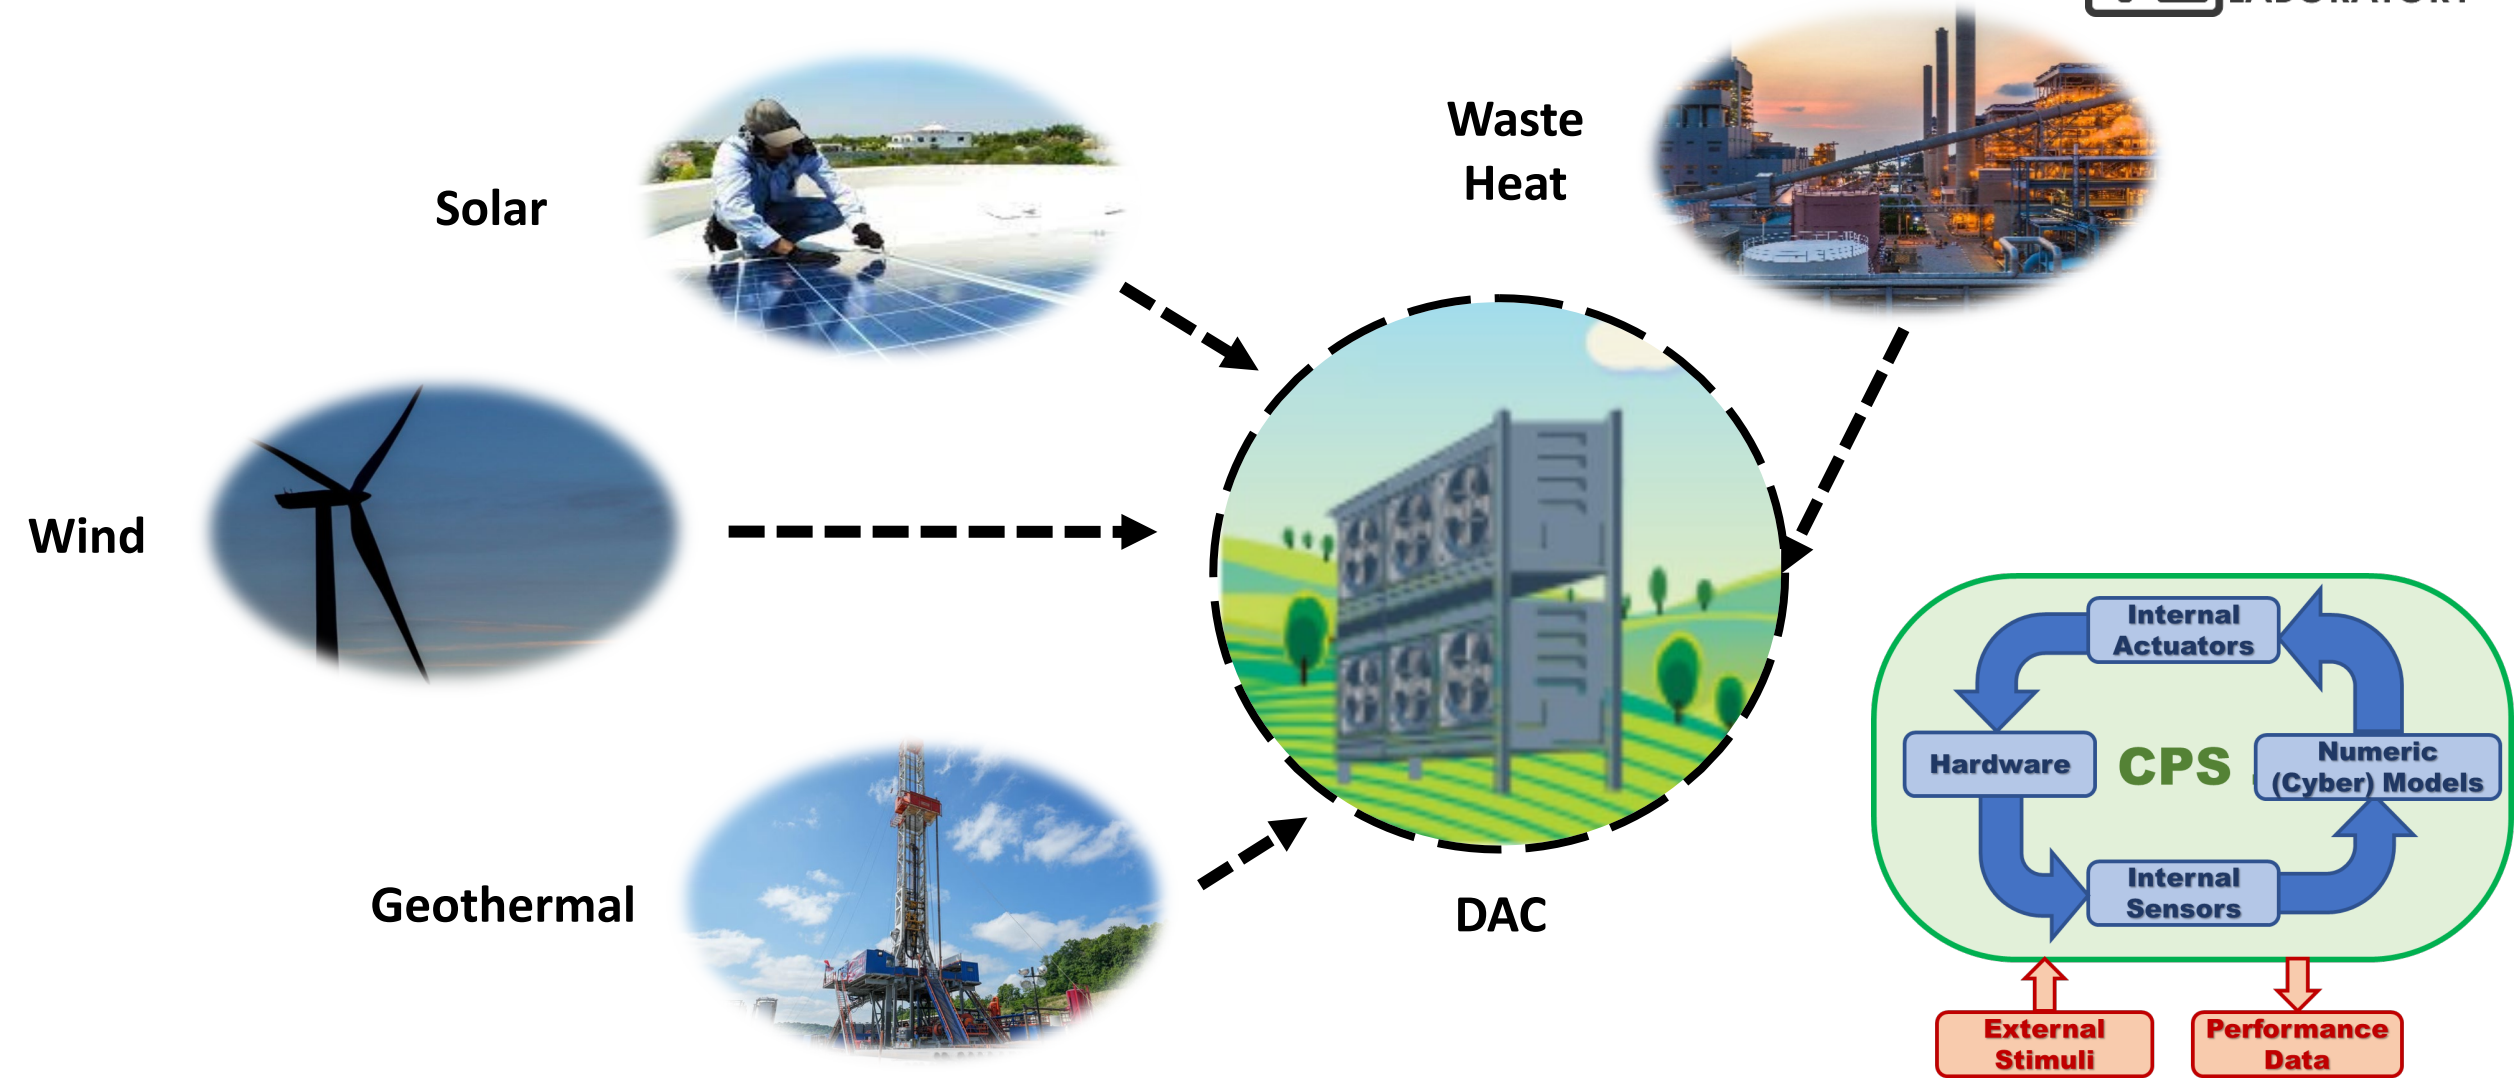 LABORATORY
Waste
Heat
Solar
Wind
Geothermal
DAC
Internal
Actuators
Hardware
CPS
Numeric
(Cyber) Models
Internal
Sensors
External
Stimuli
Performance
Data